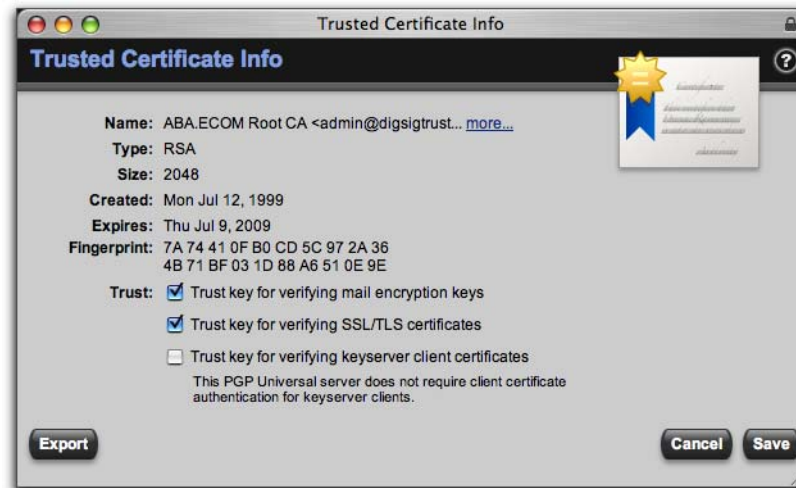 Trusted Certificate Info
Trusted Certificate Info
?
Name: ABA.ECOM Root CA <admin@digsigtrust... more...
Type: RSA
Size: 2048
Created: Mon Jul 12, 1999
Expires: Thu Jul 9, 2009
Fingerprint: 7A 74 41 0F B0 CD 5C 97 2A 36
4B 71 BF 03 1D 88 A6 51 0E 9E
Trust: Trust key for verifying mail encryption keys
Trust key for verifying SSL/TLS certificates
Trust key for verifying keyserver client certificates
This PGP Universal server does not require client certificate
authentication for keyserver clients.
Export Cancel Save